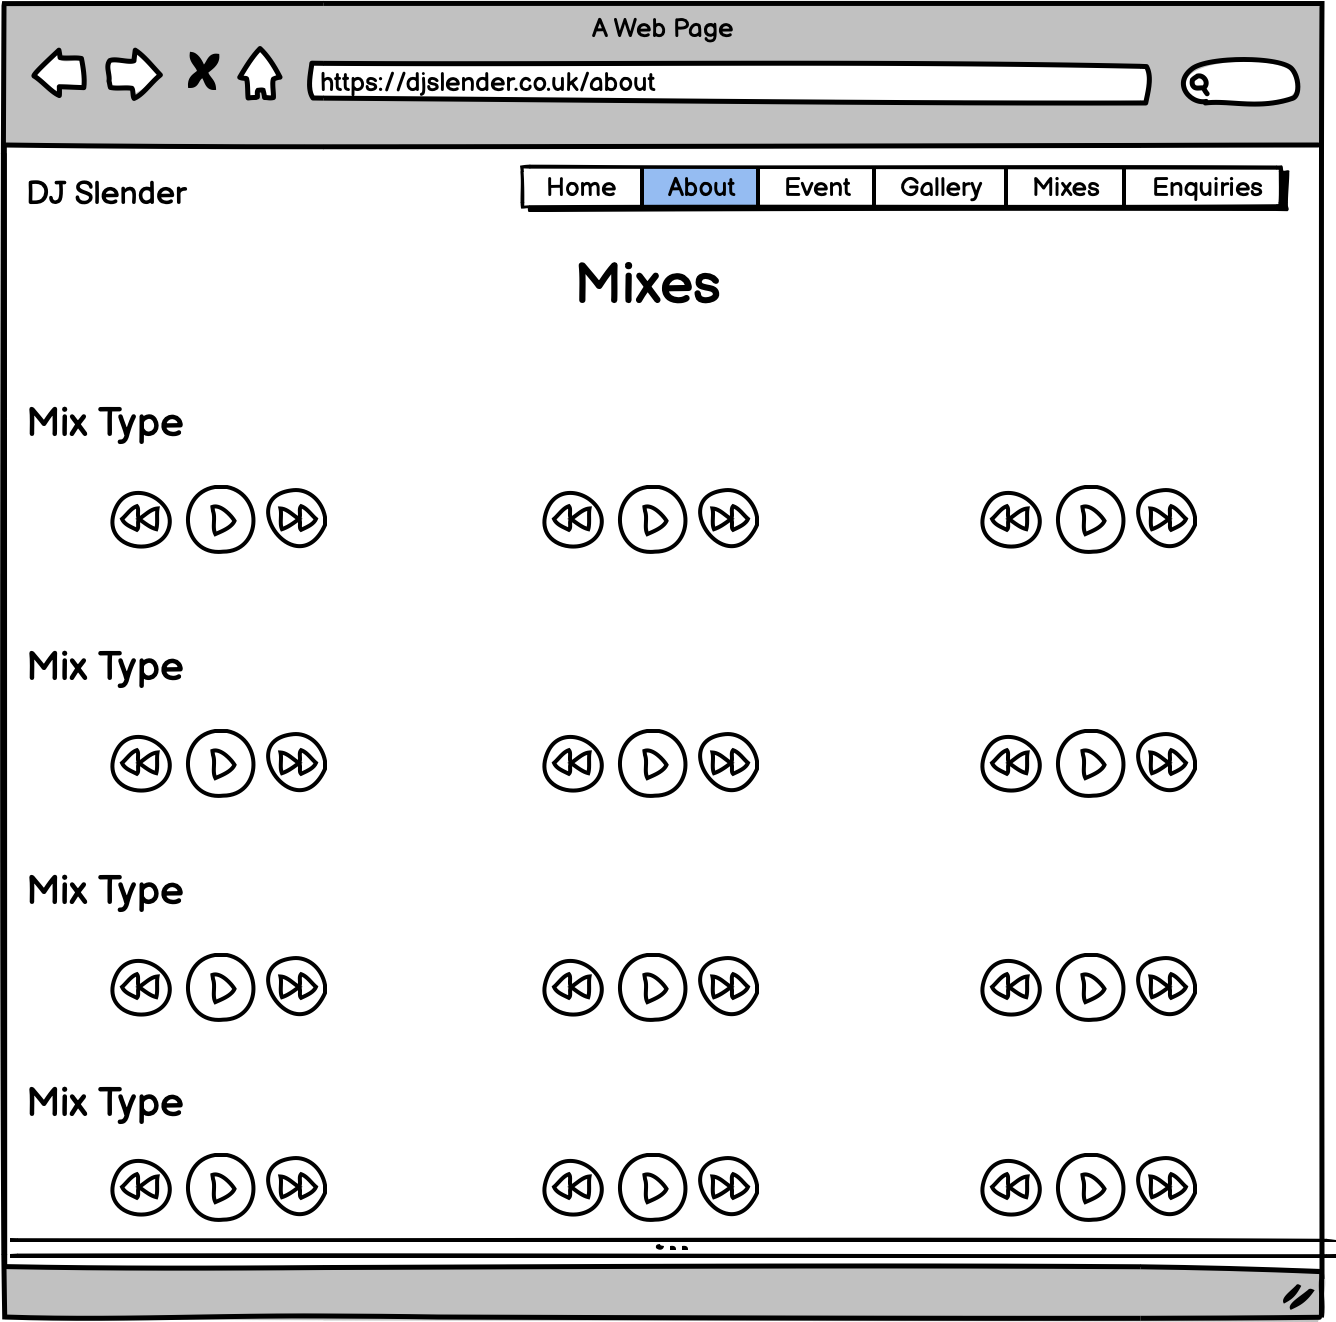 A Web Page
https://djslender.co.uk/about
DJ Slender
Home About Event Gallery Mixes Enquiries
Mixes
Mix Type
Mix Type
Mix Type
Mix Type